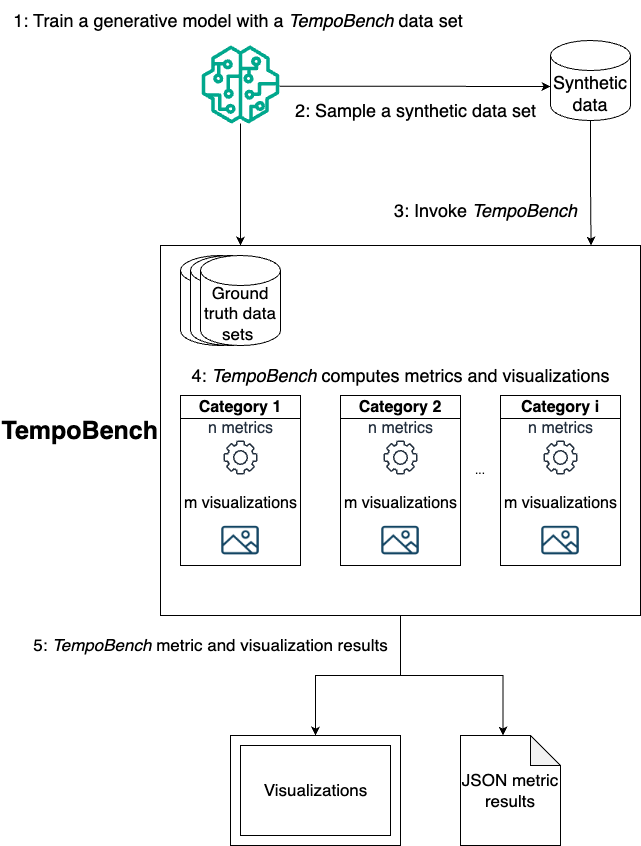 1: Train a generative model with a TempoBench data set
Synthetic
data
2: Sample a synthetic data set
3: Invoke TempoBench
Ground
truth data
sets
4: TempoBench computes metrics and visualizations
TempoBench
Category 1
n metrics
m visualizations
Category 2
n metrics
m visualizations
...
Category i
n metrics
m visualizations
5: TempoBench metric and visualization results
Visualizations
JSON metric
results